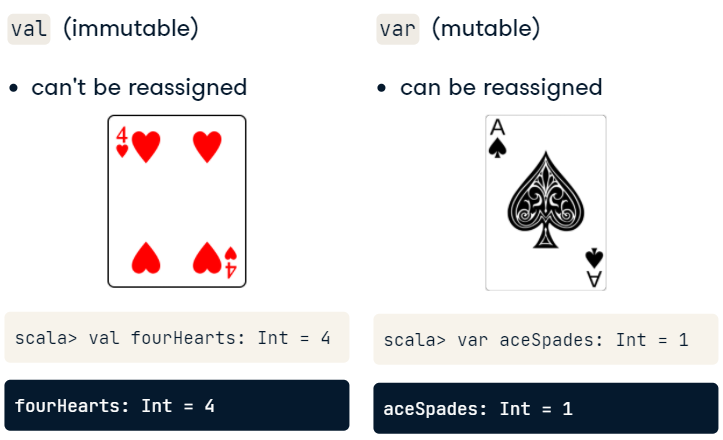 val (immutable)
• can't be reassigned
4
4
scala> val fourHearts: Int = 4
fourHearts: Int = 4
var (mutable)
• can be reassigned
A
A
scala> var aceSpades: Int = 1
aceSpades: Int = 1